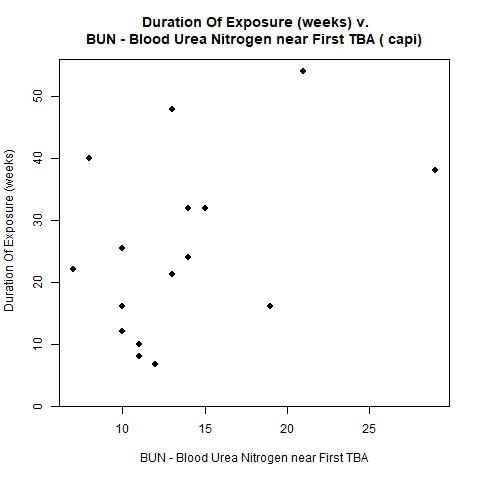 Duration Of Exposure (weeks) v.
BUN - Blood Urea Nitrogen near First TBA ( capi)
Duration Of Exposure (weeks)
50
40
30
20
10
0
10 15 20 25
BUN - Blood Urea Nitrogen near First TBA